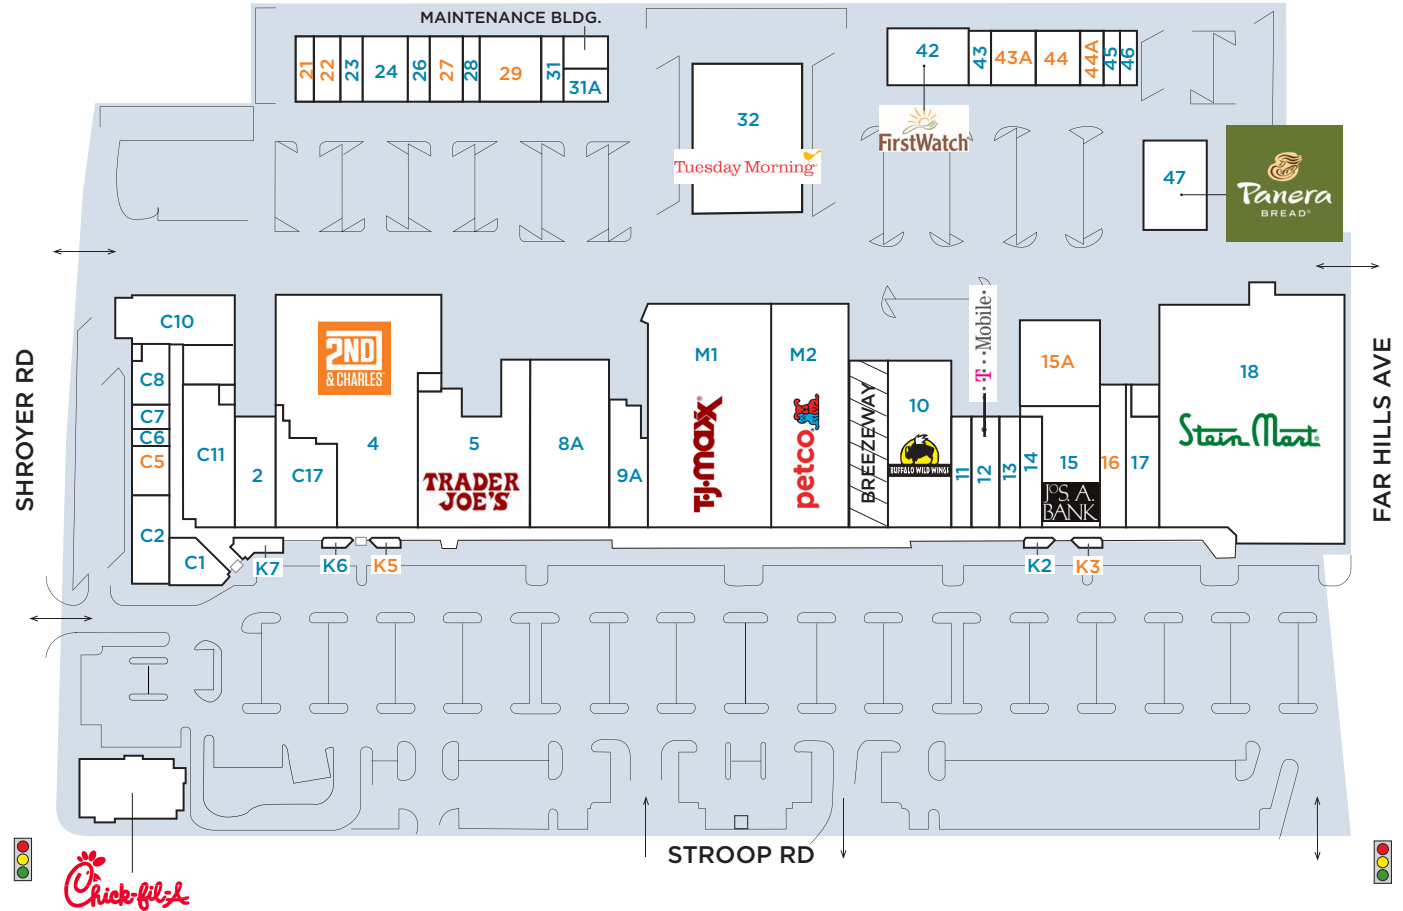 MAINTENANCE BLDG.
21
22
23
24
26
27
28
29
31
31A
32
Tuesday Morning
42
43
43A
44
44A
45
46
FirstWatch
47
Panera
BREAD®
SHROYER RD
FAR HILLS AVE
C10
C8
C7
C6
C5
C2
C1
C11
2
C17
2ND
& CHARLES
4
5
TRADER
JOE'S
8A
9A
M1
T·J·maxx®
M2
petco
BREEZEWAY
10
BUFFALO WILD WINGS
11
T··Mobile·
12
13
14
15A
15
JOS. A.
BANK
16
17
18
Stein Mart®
K7
K6
K5
K2
K3
STROOP RD
Chick-fil-A